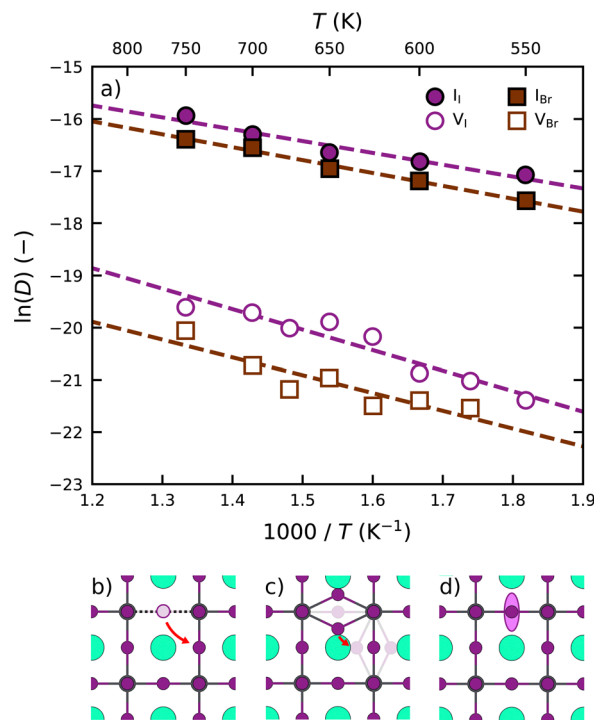 T (K)
800 750 700 650 600 550
−15
a)
I_I I_Br
V_I V_Br
−16
−17
−18
−19
−20
−21
−22
−23
ln(D) (−)
1.2 1.3 1.4 1.5 1.6 1.7 1.8 1.9
1000 / T (K⁻¹)
b) c) d)